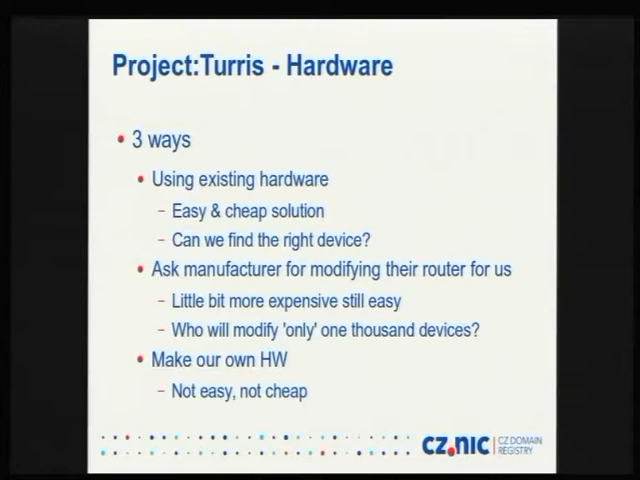 Project:Turris - Hardware
• 3 ways
• Using existing hardware
– Easy & cheap solution
– Can we find the right device?
• Ask manufacturer for modifying their router for us
– Little bit more expensive still easy
– Who will modify 'only' one thousand devices?
• Make our own HW
– Not easy, not cheap
cz.nic
CZ DOMAIN
REGISTRY